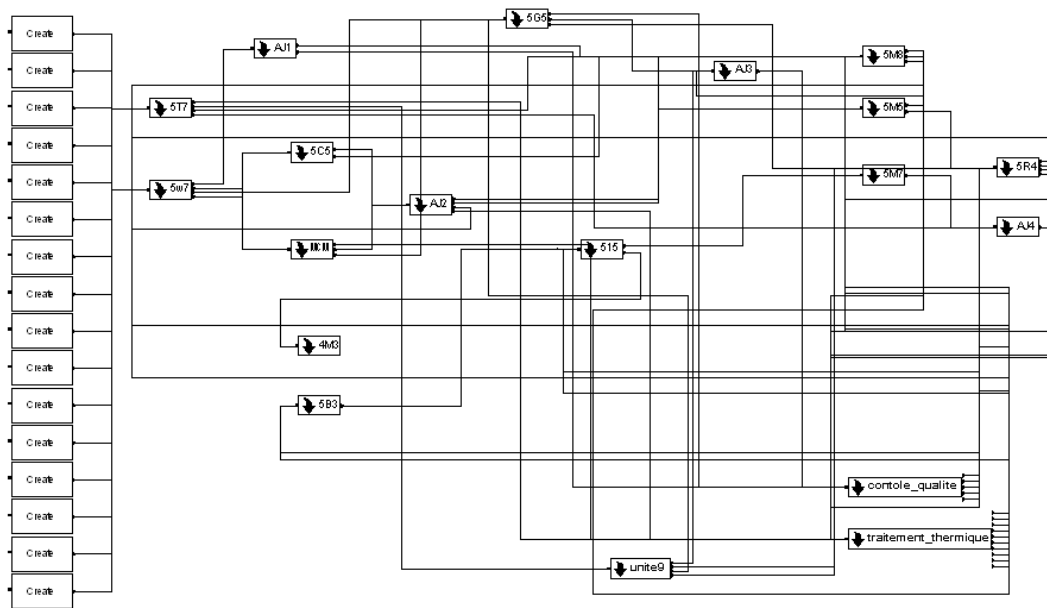 Create
5G5
AJ1
Create
5M8
AJ3
Create
5T7
5M5
Create
5C5
5R4
Create
5w7
5M7
Create
AJ2
AJ4
Create
515
Create
Create
4M3
Create
Create
5B3
Create
Create
contole_qualite
Create
traitement_thermique
Create
unite9
Create